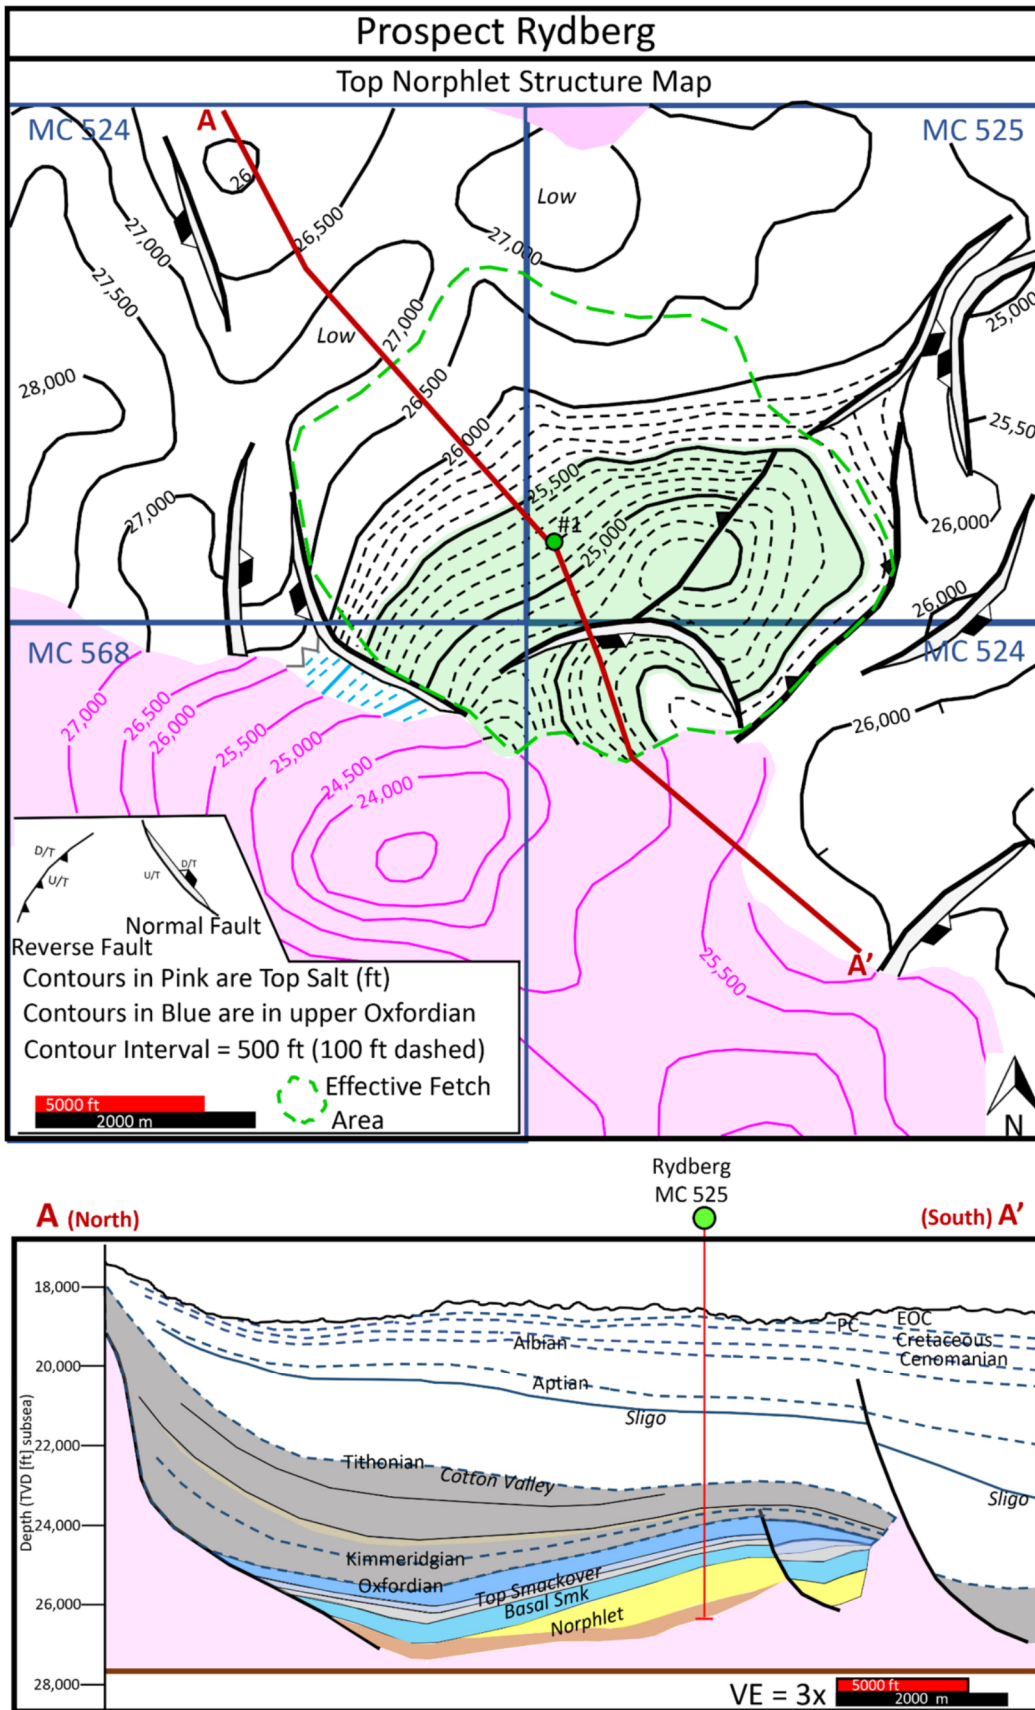 Prospect Rydberg
Top Norphlet Structure Map
MC 524
A
MC 525
26
Low
26,500
27,000
27,000
27,500
Low
27,000
25,000
28,000
26,500
26,000
25,50
25,500
27,000
#1
25,000
26,000
26,000
MC 568
MC 524
27,000
26,500
26,000
25,500
25,000
24,500
24,000
26,000
25,500
A’
D/T
U/T
D/T
U/T
Normal Fault
Reverse Fault
Contours in Pink are Top Salt (ft)
Contours in Blue are in upper Oxfordian
Contour Interval = 500 ft (100 ft dashed)
Effective Fetch
Area
5000 ft
2000 m
N
Rydberg
MC 525
A (North)
(South) A’
18,000
20,000
22,000
24,000
26,000
28,000
Depth (TVD [ft] subsea)
PC
EOC
Cretaceous
Cenomanian
Albian
Aptian
Sligo
Tithonian
Cotton Valley
Sligo
Kimmeridgian
Oxfordian
Top Smackover
Basal Smk
Norphlet
VE = 3x
5000 ft
2000 m